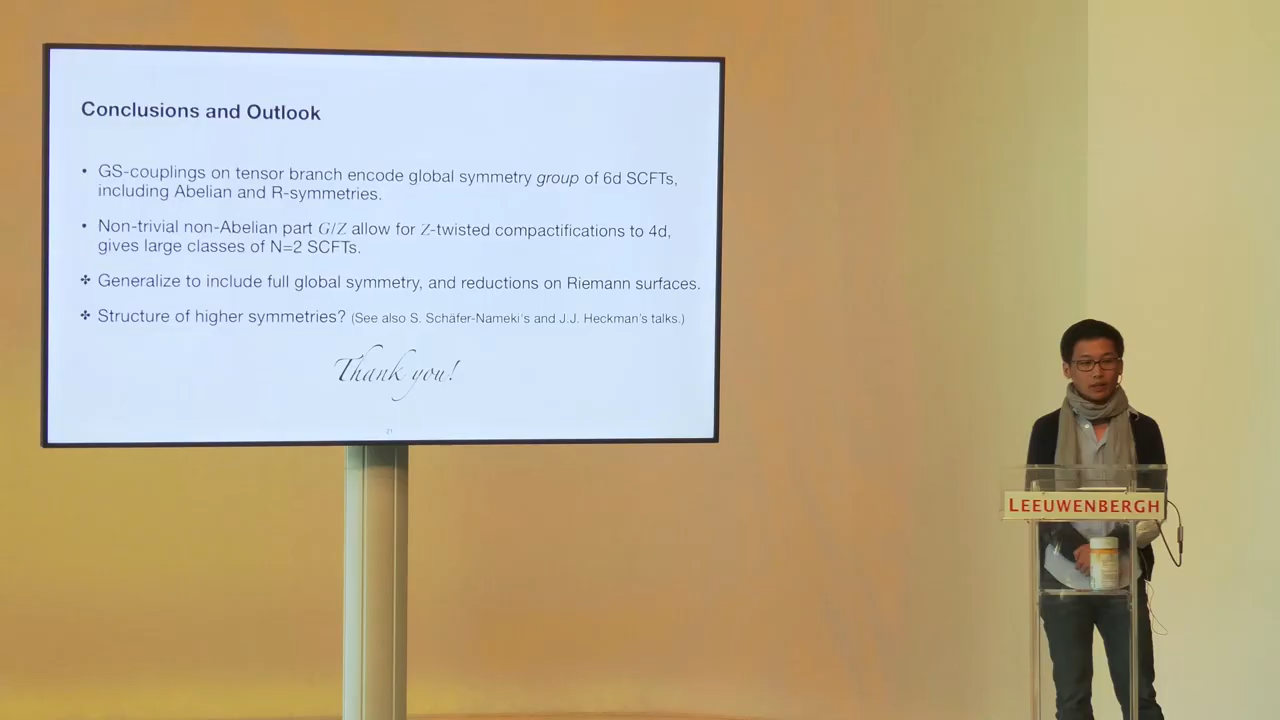 Conclusions and Outlook
• GS-couplings on tensor branch encode global symmetry group of 6d SCFTs,
including Abelian and R-symmetries.
• Non-trivial non-Abelian part G/Z allow for Z-twisted compactifications to 4d,
gives large classes of N=2 SCFTs.
✤ Generalize to include full global symmetry, and reductions on Riemann surfaces.
✤ Structure of higher symmetries? (See also S. Schäfer-Nameki's and J.J. Heckman's talks.)
Thank you!
21
LEEUWENBERGH